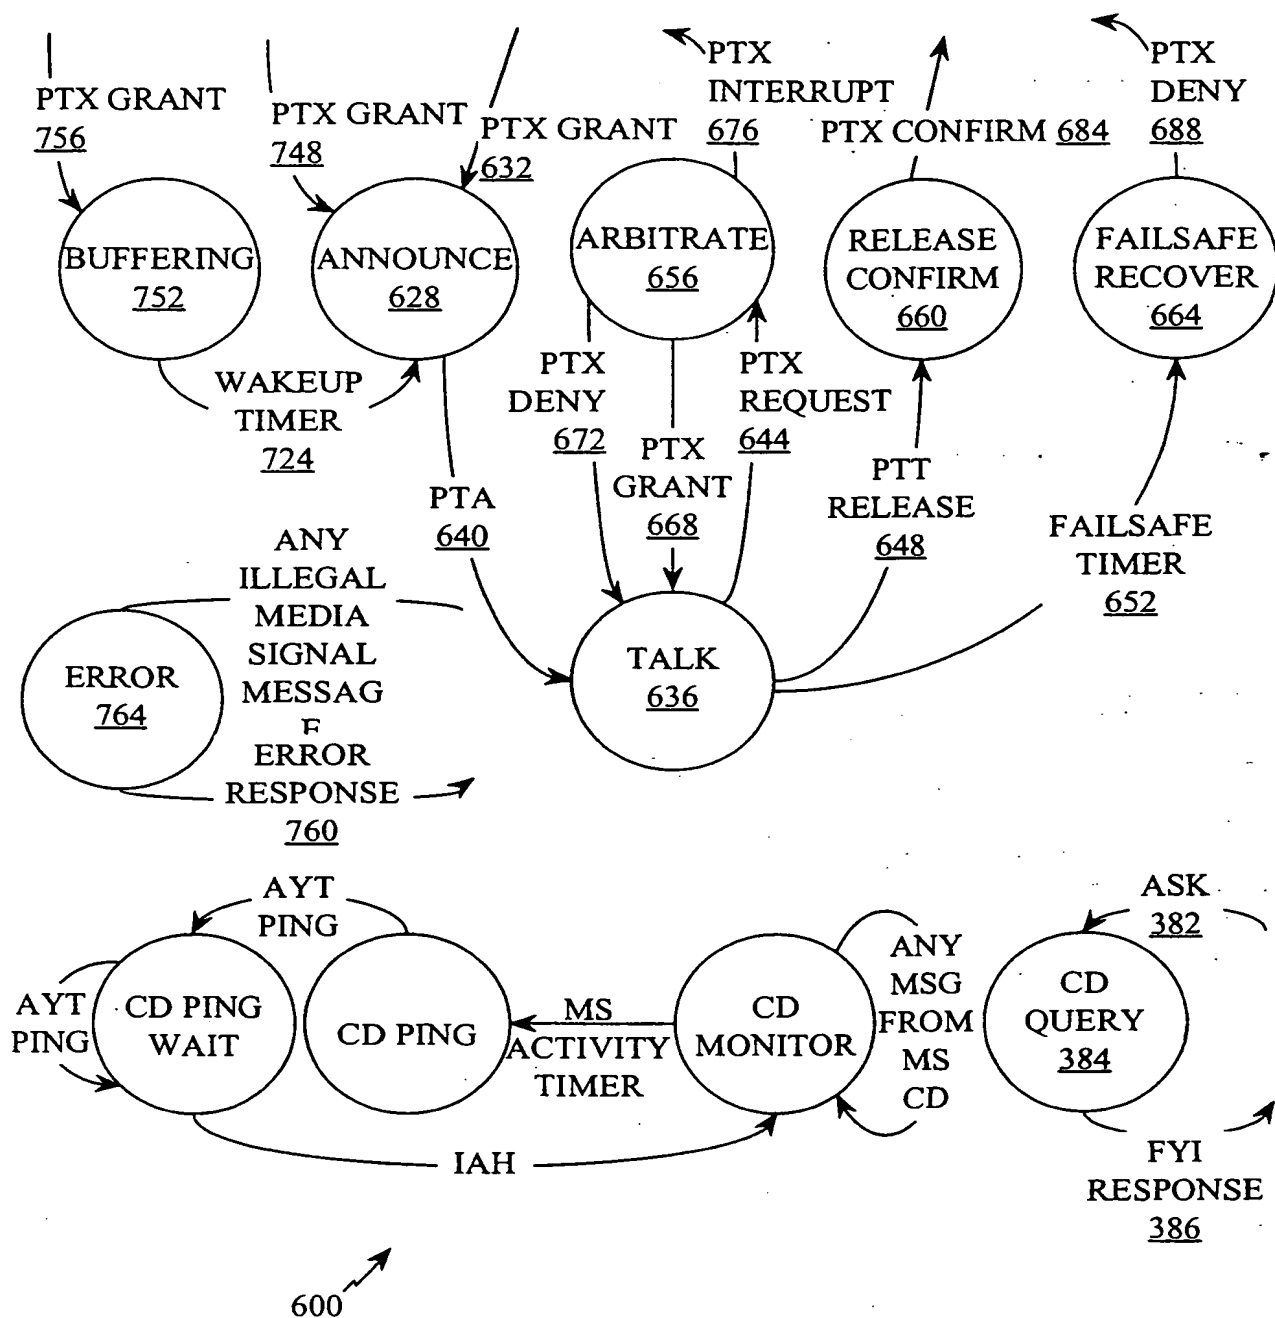 PTX GRANT
756
PTX GRANT
748
PTX GRANT
632
PTX
INTERRUPT
676
PTX CONFIRM 684
PTX
DENY
688
BUFFERING
752
ANNOUNCE
628
ARBITRATE
656
RELEASE
CONFIRM
660
FAILSAFE
RECOVER
664
WAKEUP
TIMER
724
PTX
DENY
672
PTX
GRANT
668
PTX
REQUEST
644
PTA
640
PTT
RELEASE
648
FAILSAFE
TIMER
652
ANY
ILLEGAL
MEDIA
SIGNAL
MESSAG
E
ERROR
764
TALK
636
ERROR
RESPONSE
760
AYT
PING
ASK
382
AYT
PING
CD PING
WAIT
CD PING
MS
ACTIVITY
TIMER
CD
MONITOR
ANY
MSG
FROM
MS
CD
CD
QUERY
384
IAH
FYI
RESPONSE
386
600